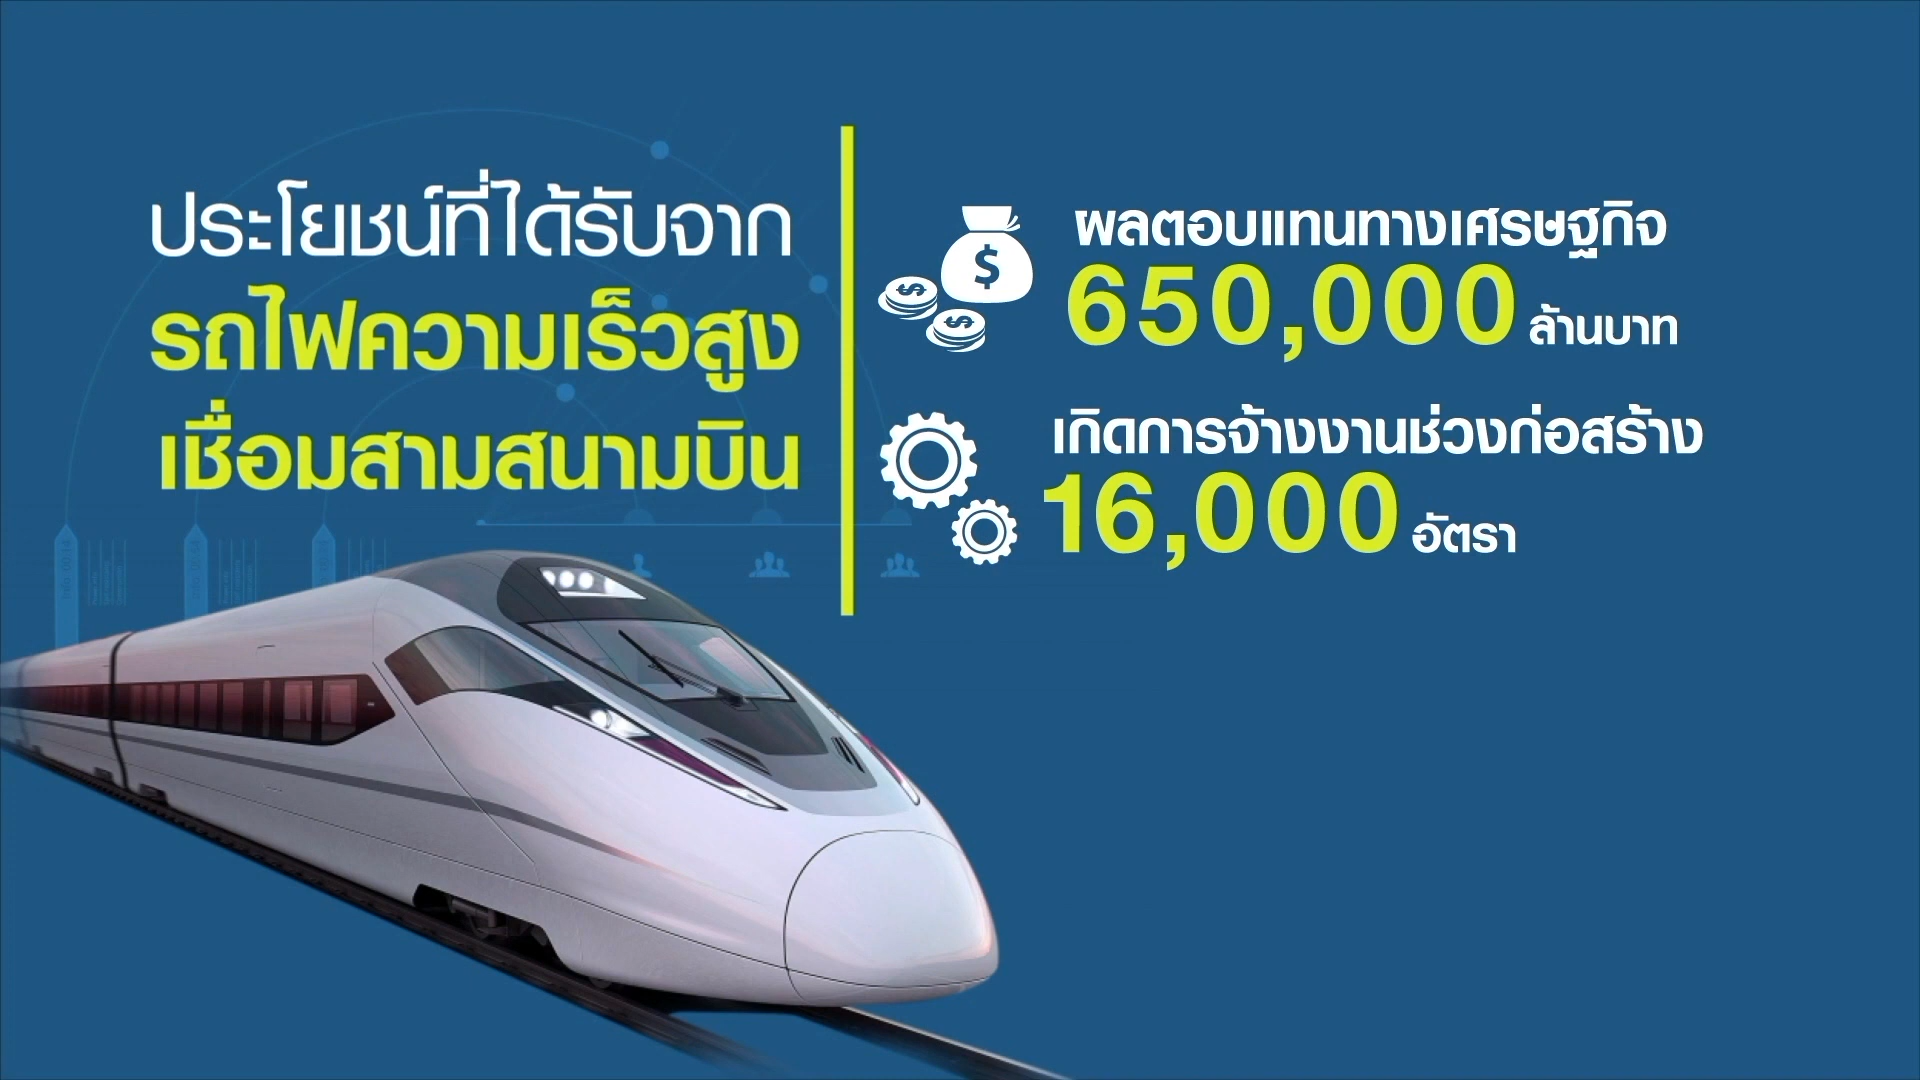 ประโยชน์ที่ได้รับจาก
รถไฟความเร็วสูง
เชื่อมสามสนามบิน
ผลตอบแทนทางเศรษฐกิจ
650,000 ล้านบาท
เกิดการจ้างงานช่วงก่อสร้าง
16,000 อัตรา